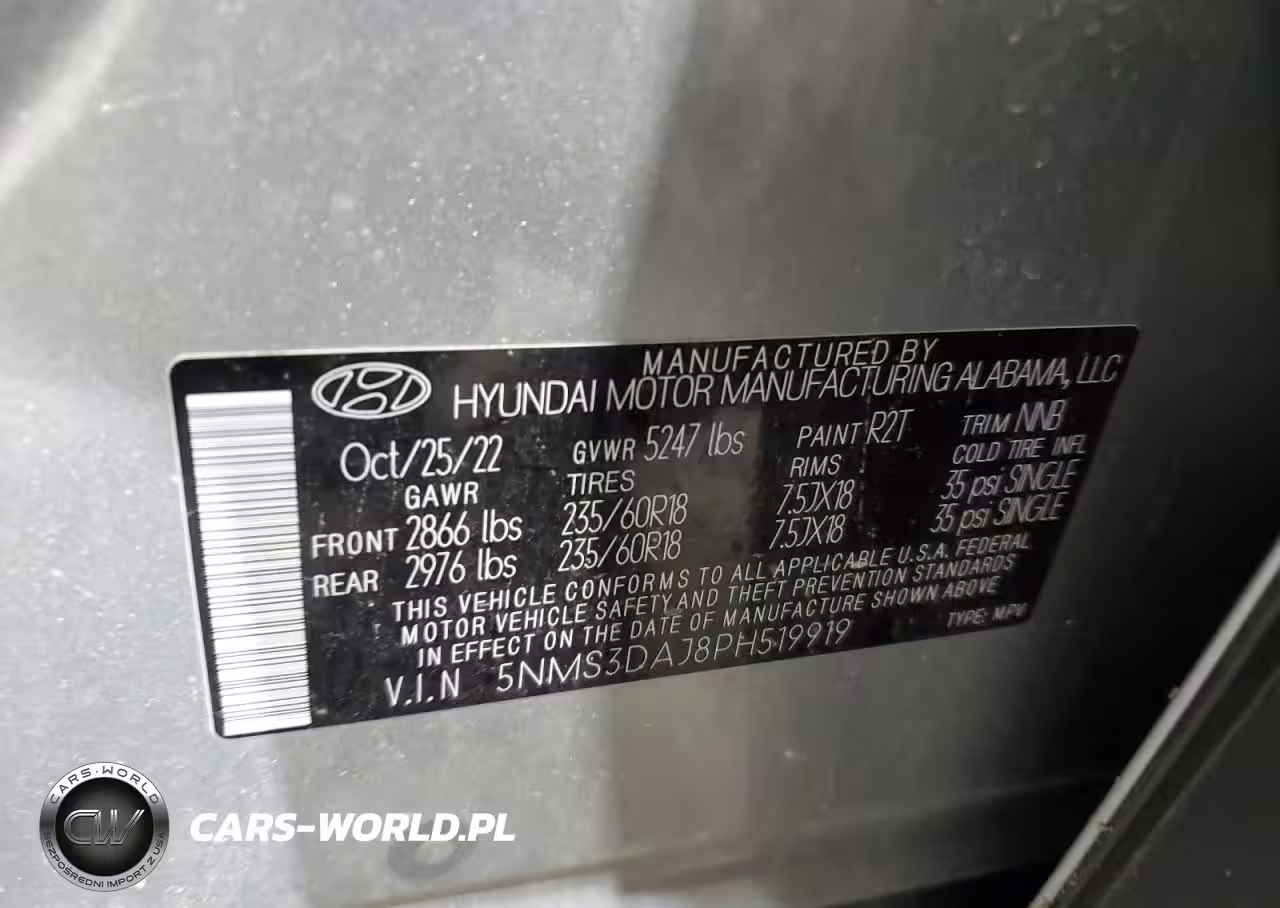 MANUFACTURED BY
HYUNDAI MOTOR MANUFACTURING ALABAMA, LLC
Oct/25/22 GVWR 5247 lbs PAINT R2T TRIM NNB
GAWR TIRES RIMS COLD TIRE INFL
FRONT 2866 lbs 235/60R18 7.5JX18 35 psi SINGLE
REAR 2976 lbs 235/60R18 7.5JX18 35 psi SINGLE
THIS VEHICLE CONFORMS TO ALL APPLICABLE U.S.A. FEDERAL
MOTOR VEHICLE SAFETY AND THEFT PREVENTION STANDARDS
IN EFFECT ON THE DATE OF MANUFACTURE SHOWN ABOVE
V.I.N 5NMS3DAJ8PH519919 TYPE: MPV
CARS-WORLD
CW
BEZPOŚREDNI IMPORT Z USA
CARS-WORLD.PL